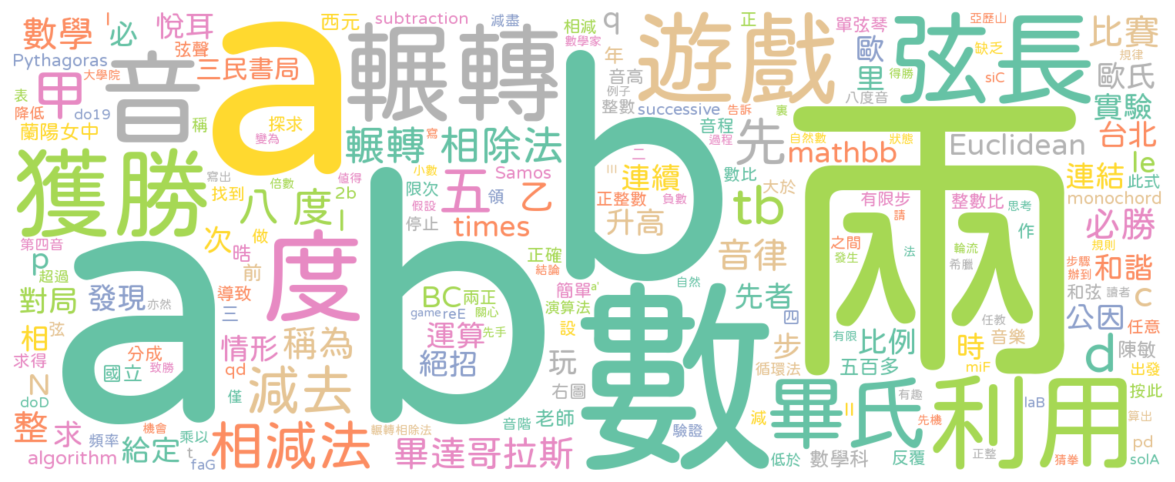 數學 l 必 悅耳 西元 subtraction 減盡 相減 q 單弦琴 亞歷山 比賽
Pythagoras 弦聲 a 輾轉 數學家 遊戲 正 歐 缺乏 弦長 規律
大學院 三民書局 年 音高 里 siC 得勝 歐氏
表 甲 音 b 例子 八度音 實驗
降低 do19 稱 探求 整數 successive 告訴 裏 台北
蘭陽女中 變為 輾轉 寫 相除法 音程 過程 先 自然數 狀態 Euclidean
獲勝 寫出 倍數 值得 小數 Samos 二 連續 數比 mathbb 兩 連結 le 此式
找到 八度 2b 限次 五 乙 III 正整數 負數 大於 有限步 整數比 monochord
l 假設 領 升高 tb 請 思考 必勝
第四音 次 做 停止 times 音律 之間 法 作 規則
p 度 a b 正確 結論 發生 輪流 步驟 和諧
超過 晧 前 自然 希臘 辦到
對局 發現 亦然 導致 BC 兩正 簡單 a' 先者 和弦 讀者 c
三 game reE 關心 演算法 數 四 公因 任意
相 弦 情形 稱為 運算 先手 設 有限 比例 時 任教 音樂 d 陳敏
求得 分成 致勝 絕招 玩 步 五百多 miF 出發
N 國立 qd 減去 右圖 循環法 有趣 laB 按此
doD 僅 音階 老師 減 II 畢氏 利用 先機 算出
整 求 頻率 機會 乘以 相減法 輾轉相除法 驗證 正整 pd
algorithm 給定 t faG 畢達哥拉斯 低於 數學科 反覆 猜拳 solA